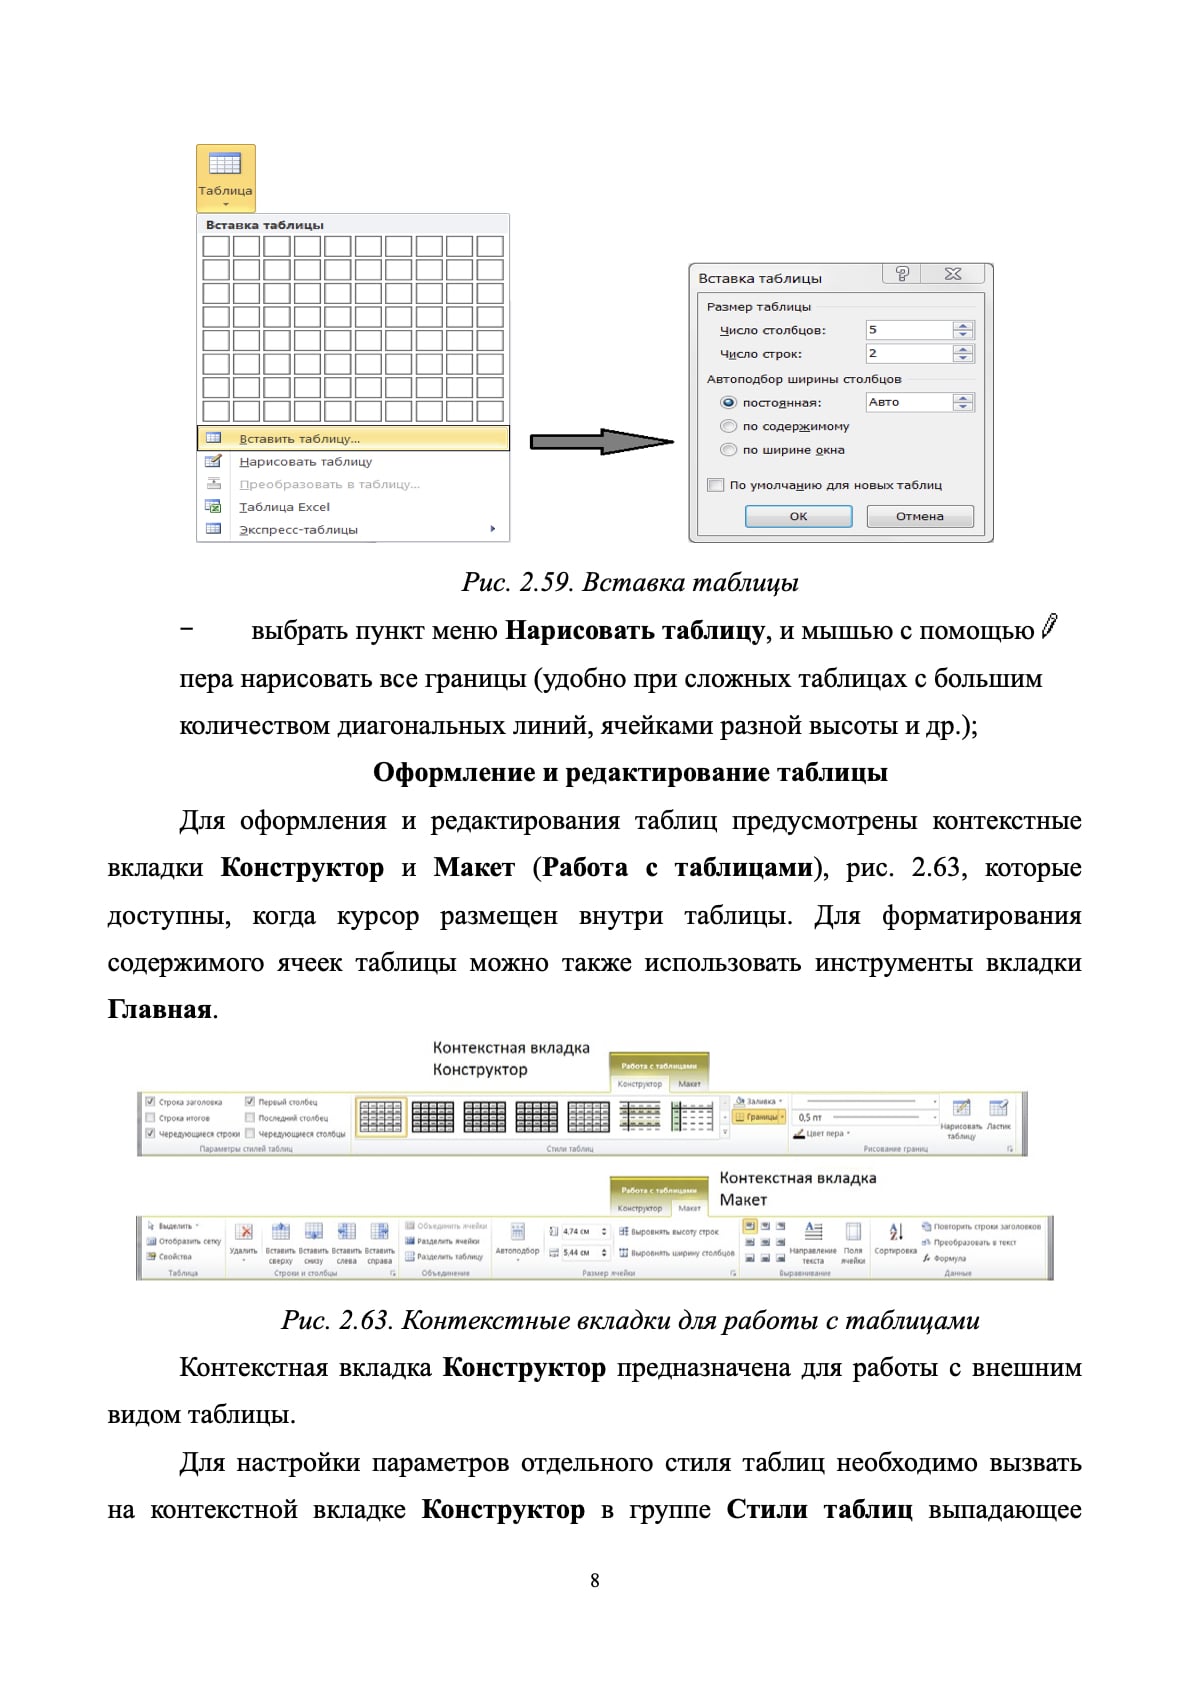 Таблица
Вставка таблицы
Вставить таблицу...
Нарисовать таблицу
Преобразовать в таблицу...
Таблица Excel
Экспресс-таблицы
Вставка таблицы
Размер таблицы
Число столбцов: 5
Число строк: 2
Автоподбор ширины столбцов
постоянная: Авто
по содержимому
по ширине окна
По умолчанию для новых таблиц
ОК Отмена
Рис. 2.59. Вставка таблицы
− выбрать пункт меню Нарисовать таблицу, и мышью с помощью
пера нарисовать все границы (удобно при сложных таблицах с большим
количеством диагональных линий, ячейками разной высоты и др.);
Оформление и редактирование таблицы
Для оформления и редактирования таблиц предусмотрены контекстные
вкладки Конструктор и Макет (Работа с таблицами), рис. 2.63, которые
доступны, когда курсор размещен внутри таблицы. Для форматирования
содержимого ячеек таблицы можно также использовать инструменты вкладки
Главная.
Контекстная вкладка
Конструктор
Работа с таблицами
Конструктор Макет
Строка заголовка Первый столбец
Строка итогов Последний столбец
Чередующиеся строки Чередующиеся столбцы
Параметры стилей таблиц
Стили таблиц
Заливка
Границы
0,5 пт
Цвет пера
Нарисовать таблицу
Ластик
Рисование границ
Контекстная вкладка
Макет
Работа с таблицами
Конструктор Макет
Выделить
Отобразить сетку
Свойства
Таблица
Удалить
Вставить сверху
Вставить снизу
Вставить слева
Вставить справа
Строки и столбцы
Объединить ячейки
Разделить ячейки
Разделить таблицу
Объединение
Автоподбор
4,74 см Выровнять высоту строк
5,44 см Выровнять ширину столбцов
Размер ячейки
Направление текста
Поля ячейки
Выравнивание
Сортировка
Повторить строки заголовков
Преобразовать в текст
Формула
Данные
Рис. 2.63. Контекстные вкладки для работы с таблицами
Контекстная вкладка Конструктор предназначена для работы с внешним
видом таблицы.
Для настройки параметров отдельного стиля таблиц необходимо вызвать
на контекстной вкладке Конструктор в группе Стили таблиц выпадающее
8